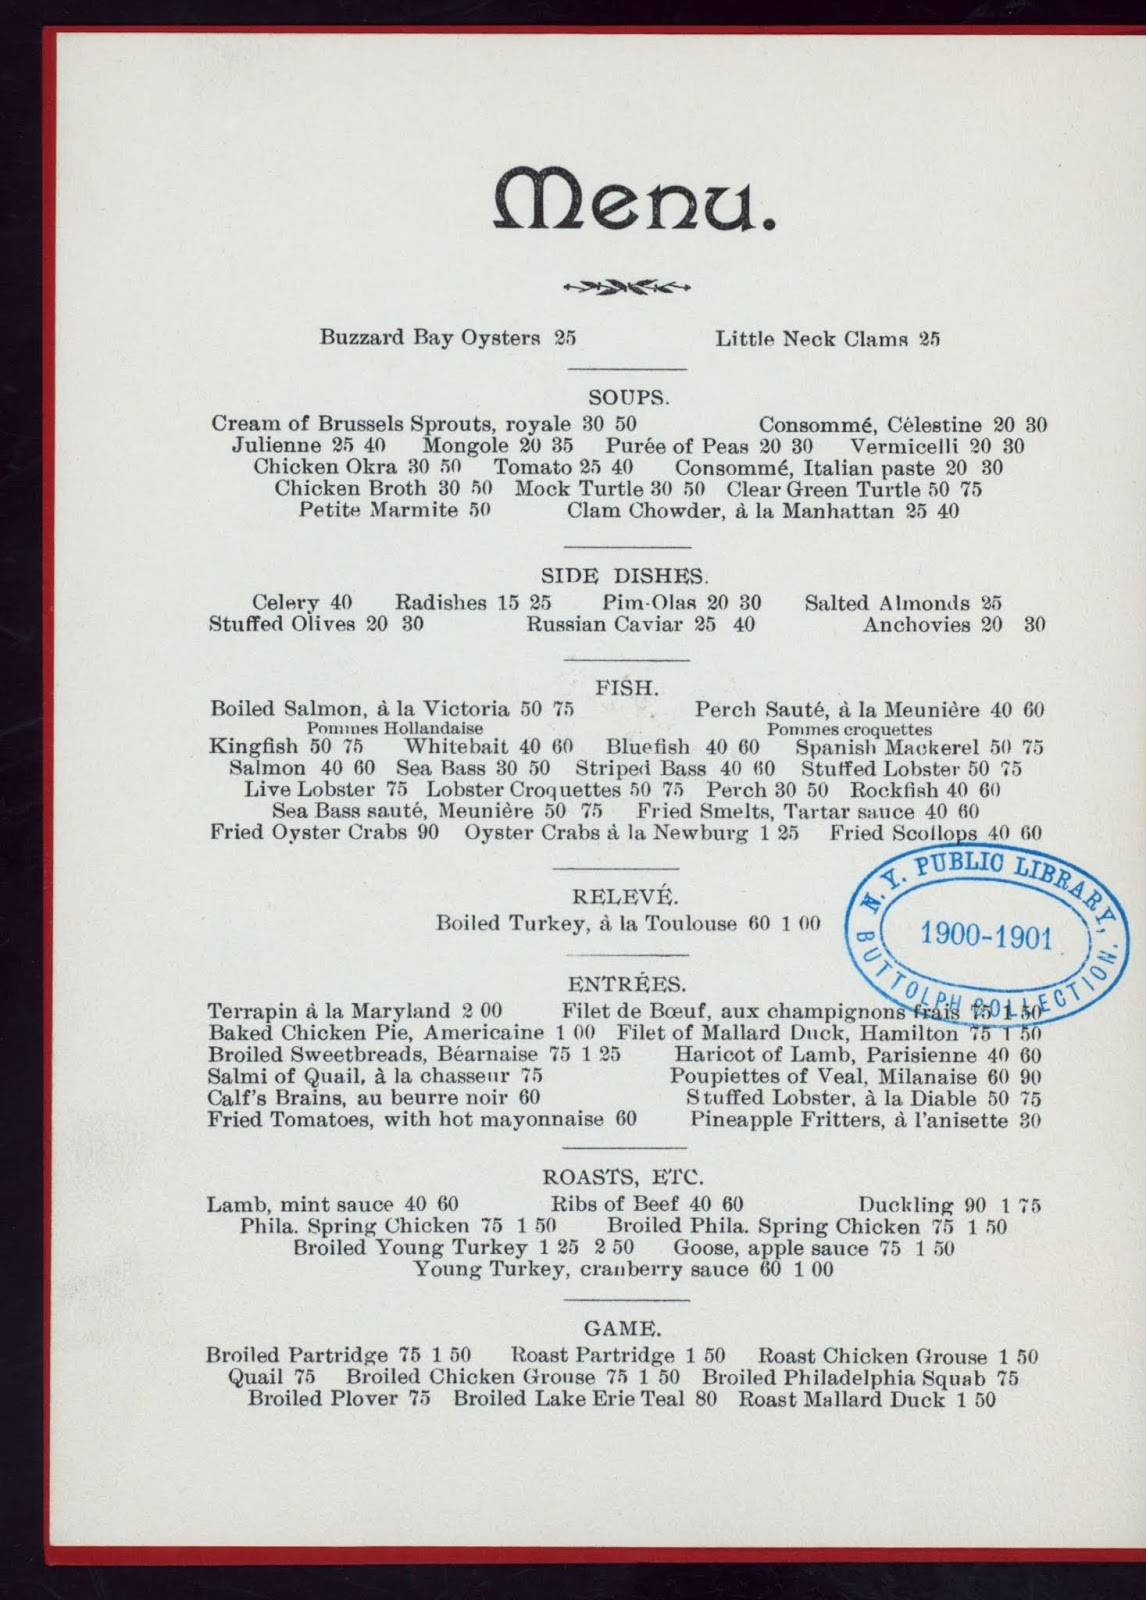 Menu.
Buzzard Bay Oysters 25 Little Neck Clams 25
SOUPS.
Cream of Brussels Sprouts, royale 30 50 Consommé, Célestine 20 30
Julienne 25 40 Mongole 20 35 Purée of Peas 20 30 Vermicelli 20 30
Chicken Okra 30 50 Tomato 25 40 Consommé, Italian paste 20 30
Chicken Broth 30 50 Mock Turtle 30 50 Clear Green Turtle 50 75
Petite Marmite 50 Clam Chowder, à la Manhattan 25 40
SIDE DISHES.
Celery 40 Radishes 15 25 Pim-Olas 20 30 Salted Almonds 25
Stuffed Olives 20 30 Russian Caviar 25 40 Anchovies 20 30
FISH.
Boiled Salmon, à la Victoria 50 75 Perch Sauté, à la Meunière 40 60
Pommes Hollandaise Pommes croquettes
Kingfish 50 75 Whitebait 40 60 Bluefish 40 60 Spanish Mackerel 50 75
Salmon 40 60 Sea Bass 30 50 Striped Bass 40 60 Stuffed Lobster 50 75
Live Lobster 75 Lobster Croquettes 50 75 Perch 30 50 Rockfish 40 60
Sea Bass sauté, Meunière 50 75 Fried Smelts, Tartar sauce 40 60
Fried Oyster Crabs 90 Oyster Crabs à la Newburg 1 25 Fried Scollops 40 60
N. Y. PUBLIC LIBRARY,
1900-1901
BUTTOLPH COLLECTION.
RELEVÉ.
Boiled Turkey, à la Toulouse 60 1 00
ENTRÉES.
Terrapin à la Maryland 2 00 Filet de Bœuf, aux champignons frais 75 1 50
Baked Chicken Pie, Americaine 1 00 Filet of Mallard Duck, Hamilton 75 1 50
Broiled Sweetbreads, Béarnaise 75 1 25 Haricot of Lamb, Parisienne 40 60
Salmi of Quail, à la chasseur 75 Poupiettes of Veal, Milanaise 60 90
Calf's Brains, au beurre noir 60 Stuffed Lobster, à la Diable 50 75
Fried Tomatoes, with hot mayonnaise 60 Pineapple Fritters, à l'anisette 30
ROASTS, ETC.
Lamb, mint sauce 40 60 Ribs of Beef 40 60 Duckling 90 1 75
Phila. Spring Chicken 75 1 50 Broiled Phila. Spring Chicken 75 1 50
Broiled Young Turkey 1 25 2 50 Goose, apple sauce 75 1 50
Young Turkey, cranberry sauce 60 1 00
GAME.
Broiled Partridge 75 1 50 Roast Partridge 1 50 Roast Chicken Grouse 1 50
Quail 75 Broiled Chicken Grouse 75 1 50 Broiled Philadelphia Squab 75
Broiled Plover 75 Broiled Lake Erie Teal 80 Roast Mallard Duck 1 50